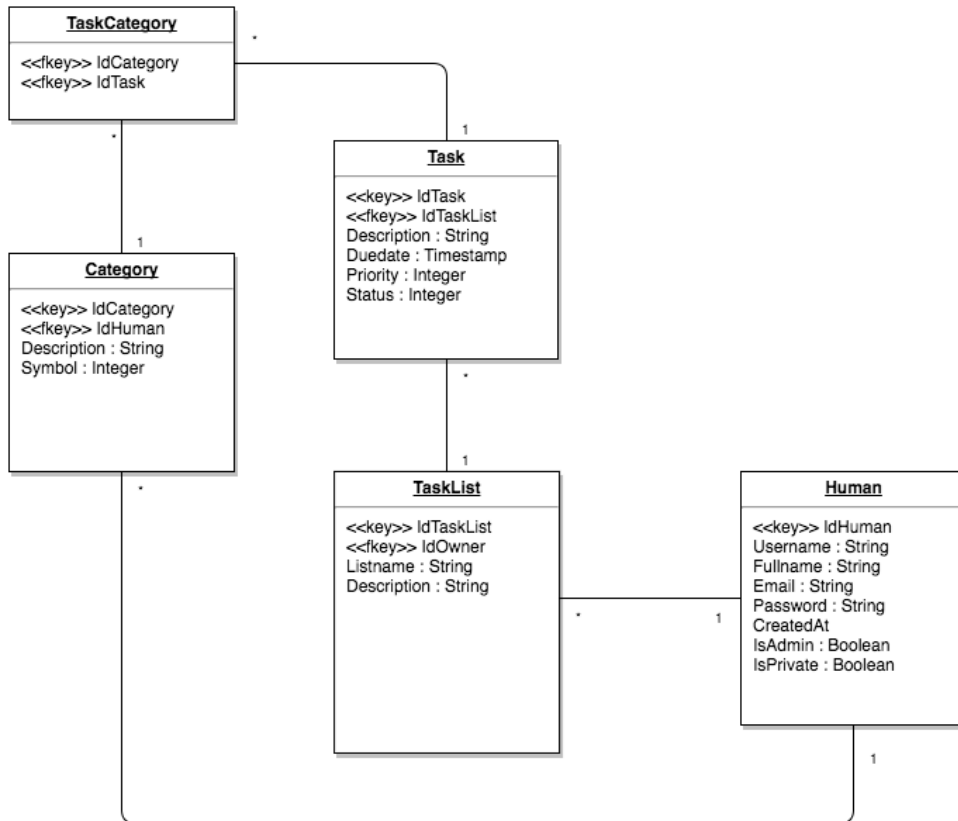 TaskCategory
<<fkey>> IdCategory
<<fkey>> IdTask
*
*
1
1
Task
<<key>> IdTask
<<fkey>> IdTaskList
Description : String
Duedate : Timestamp
Priority : Integer
Status : Integer
Category
<<key>> IdCategory
<<fkey>> IdHuman
Description : String
Symbol : Integer
*
1
*
TaskList
<<key>> IdTaskList
<<fkey>> IdOwner
Listname : String
Description : String
*
1
Human
<<key>> IdHuman
Username : String
Fullname : String
Email : String
Password : String
CreatedAt
IsAdmin : Boolean
IsPrivate : Boolean
1